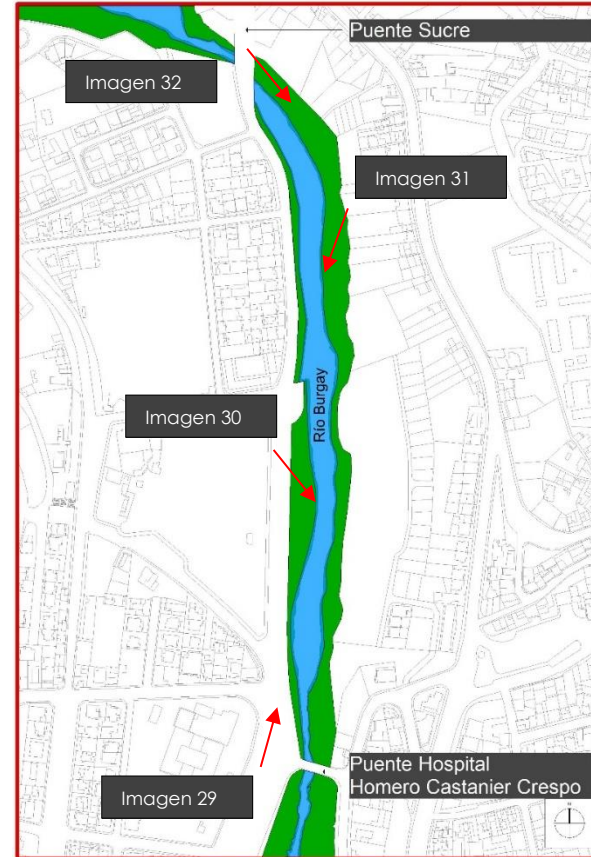 Puente Sucre
Imagen 32
Imagen 31
Río Burgay
Imagen 30
Puente Hospital
Homero Castanier Crespo
Imagen 29